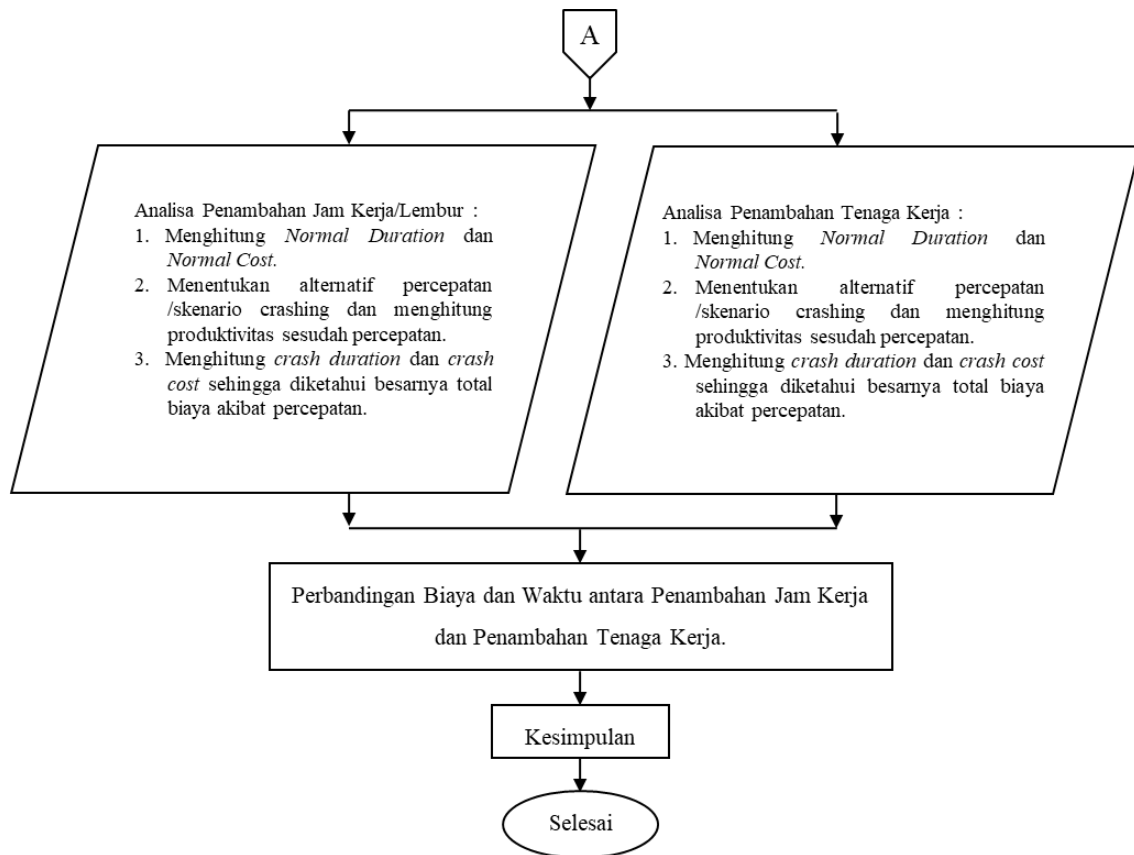 A
Analisa Penambahan Jam Kerja/Lembur :
1. Menghitung Normal Duration dan
Normal Cost.
2. Menentukan alternatif percepatan
/skenario crashing dan menghitung
produktivitas sesudah percepatan.
3. Menghitung crash duration dan crash
cost sehingga diketahui besarnya total
biaya akibat percepatan.
Analisa Penambahan Tenaga Kerja :
1. Menghitung Normal Duration dan
Normal Cost.
2. Menentukan alternatif percepatan
/skenario crashing dan menghitung
produktivitas sesudah percepatan.
3. Menghitung crash duration dan crash cost
sehingga diketahui besarnya total biaya
akibat percepatan.
Perbandingan Biaya dan Waktu antara Penambahan Jam Kerja
dan Penambahan Tenaga Kerja.
Kesimpulan
Selesai